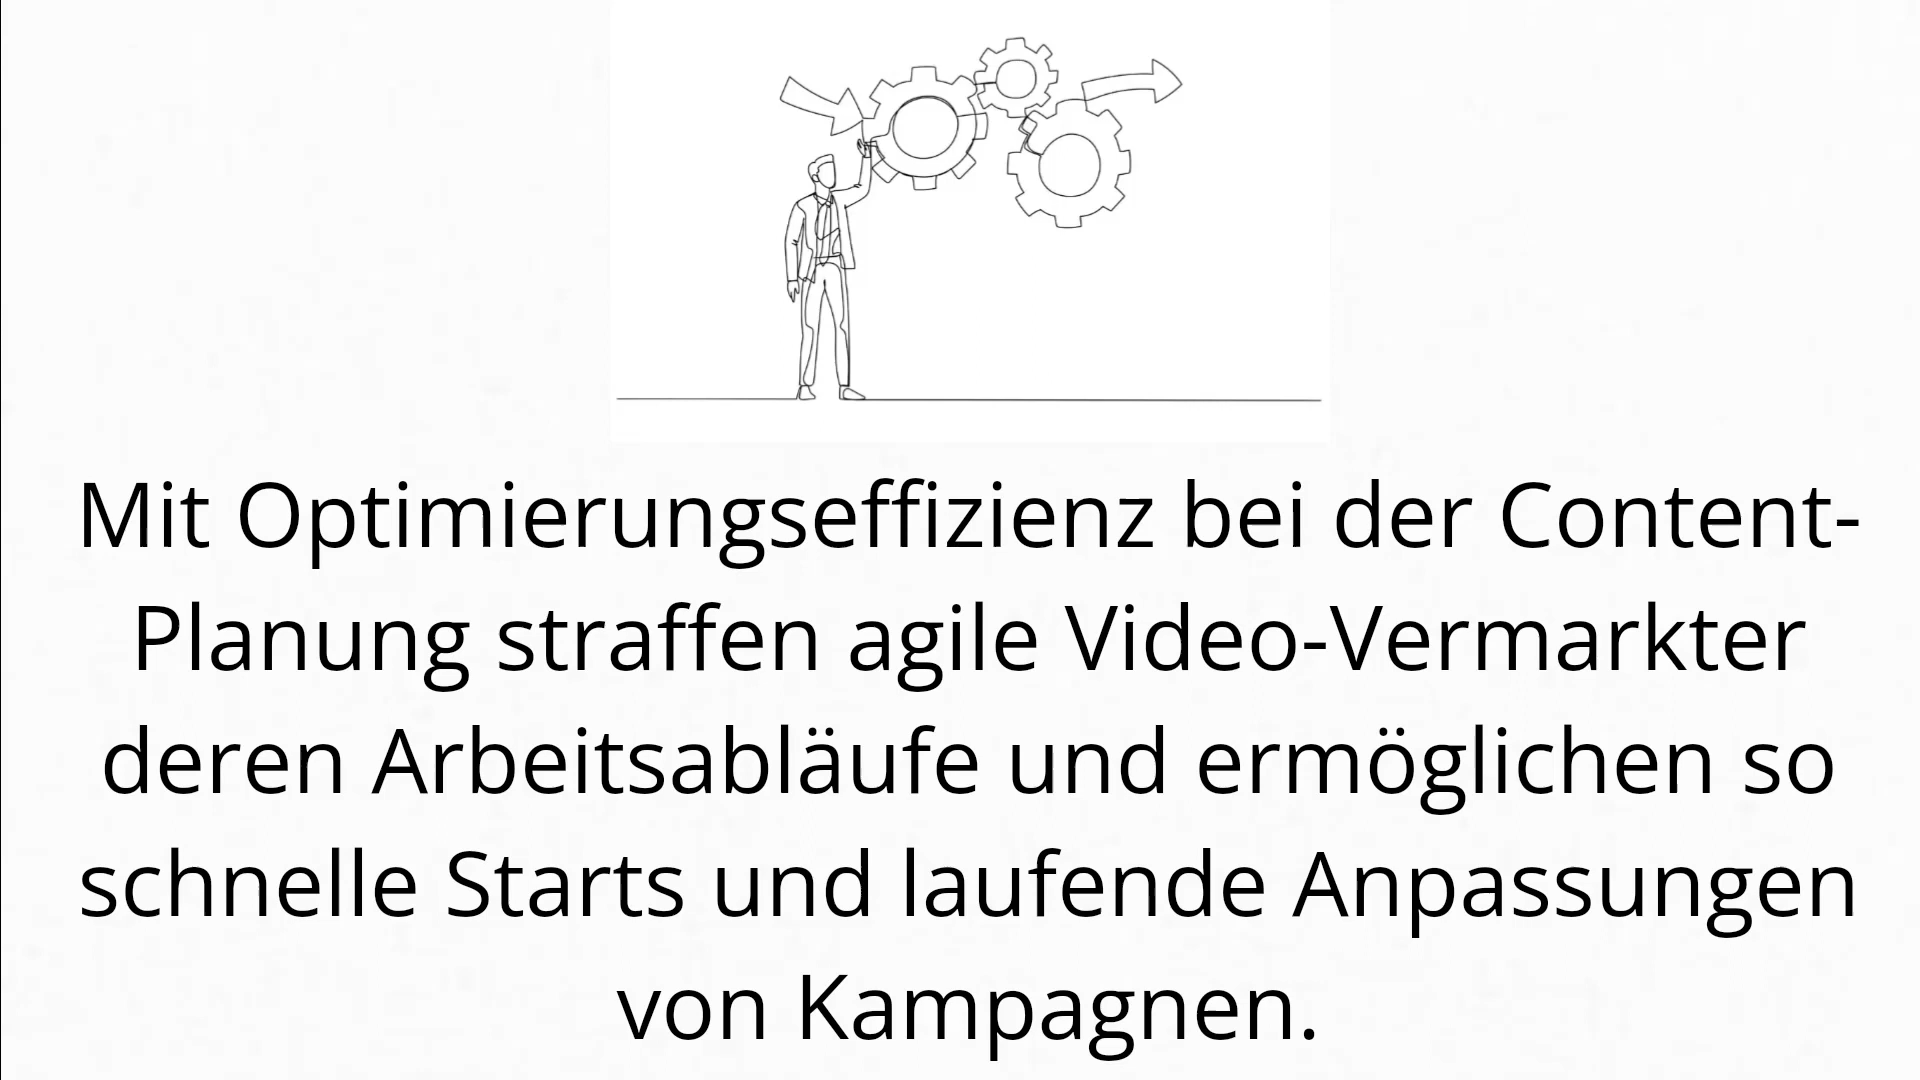 Mit Optimierungseffizienz bei der Content-
Planung straffen agile Video-Vermarkter
deren Arbeitsabläufe und ermöglichen so
schnelle Starts und laufende Anpassungen
von Kampagnen.